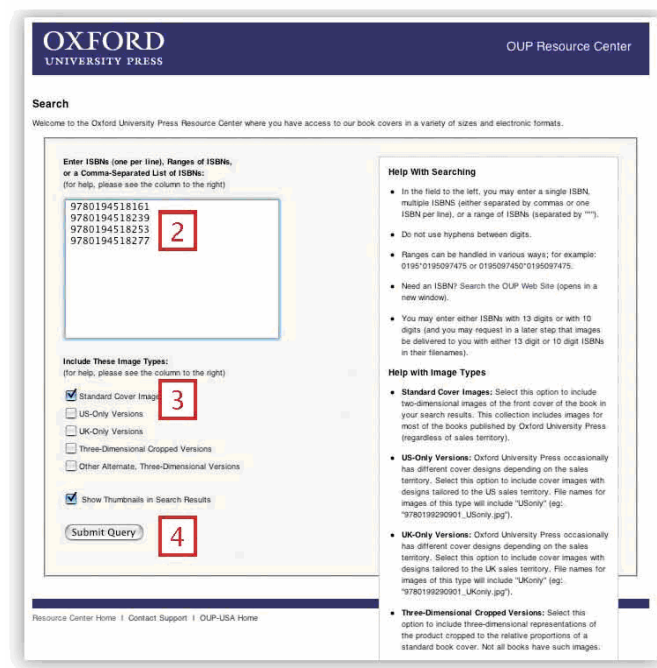 OXFORD
UNIVERSITY PRESS
OUP Resource Center
Search
Welcome to the Oxford University Press Resource Center where you have access to our book covers in a variety of sizes and electronic formats.
Enter ISBNs (one per line), Ranges of ISBNs,
or a Comma-Separated List of ISBNs:
(for help, please see the column to the right)
9780194518161
9780194518239
9780194518253
9780194518277
2
Include These Image Types:
(for help, please see the column to the right)
Standard Cover Imag
3
US-Only Versions
UK-Only Versions
Three-Dimensional Cropped Versions
Other Alternate, Three-Dimensional Versions
Show Thumbnails in Search Results
Submit Query
4
Help With Searching
• In the field to the left, you may enter a single ISBN,
multiple ISBNS (either separated by commas or one
ISBN per line), or a range of ISBNs (separated by "*").
• Do not use hyphens between digits.
• Ranges can be handled in various ways; for example:
0195*0195097475 or 0195097450*0195097475.
• Need an ISBN? Search the OUP Web Site (opens in a
new window).
• You may enter either ISBNs with 13 digits or with 10
digits (and you may request in a later step that images
be delivered to you with either 13 digit or 10 digit ISBNs
in their filenames).
Help with Image Types
• Standard Cover Images: Select this option to include
two-dimensional images of the front cover of the book in
your search results. This collection includes images for
most of the books published by Oxford University Press
(regardless of sales territory).
• US-Only Versions: Oxford University Press occasionally
has different cover designs depending on the sales
territory. Select this option to include cover images with
designs tailored to the US sales territory. File names for
images of this type will include "USonly" (eg:
"9780199290901_USonly.jpg").
• UK-Only Versions: Oxford University Press occasionally
has different cover designs depending on the sales
territory. Select this option to include cover images with
designs tailored to the UK sales territory. File names for
images of this type will include "UKonly" (eg:
"9780199290901_UKonly.jpg").
• Three-Dimensional Cropped Versions: Select this
option to include three-dimensional representations of
the product cropped to the relative proportions of a
standard book cover. Not all books have such images.
Resource Center Home | Contact Support | OUP-USA Home